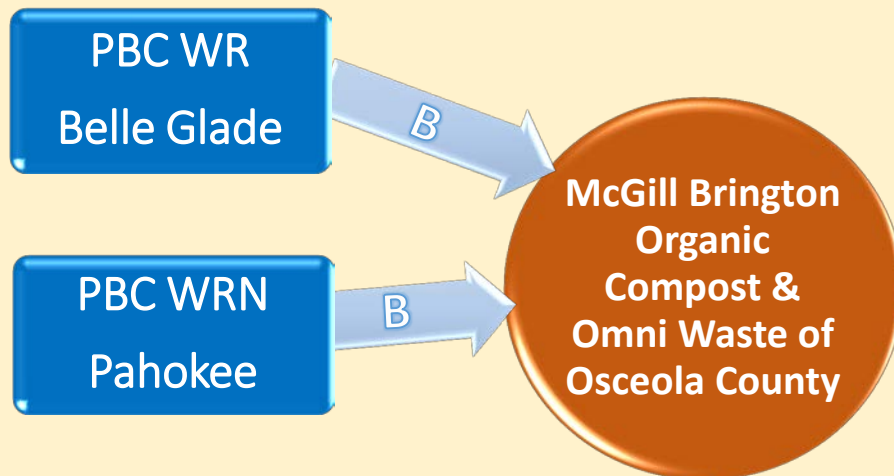 PBC WR
Belle Glade
B
PBC WRN
Pahokee
B
McGill Brington
Organic
Compost &
Omni Waste of
Osceola County